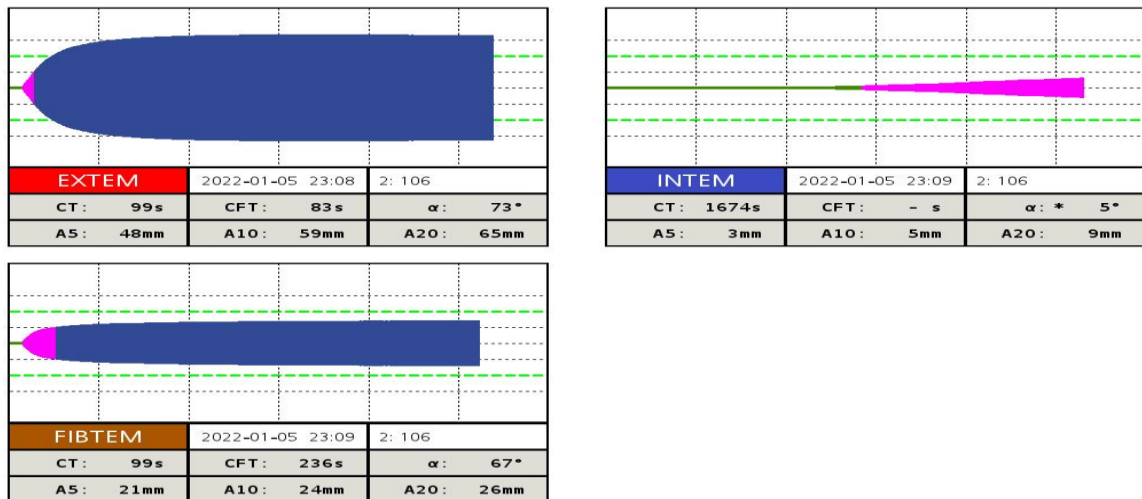 EXTEM 2022-01-05 23:08 2: 106
CT: 99s CFT: 83s α: 73°
A5: 48mm A10: 59mm A20: 65mm
INTEM 2022-01-05 23:09 2: 106
CT: 1674s CFT: - s α: * 5°
A5: 3mm A10: 5mm A20: 9mm
FIBTEM 2022-01-05 23:09 2: 106
CT: 99s CFT: 236s α: 67°
A5: 21mm A10: 24mm A20: 26mm